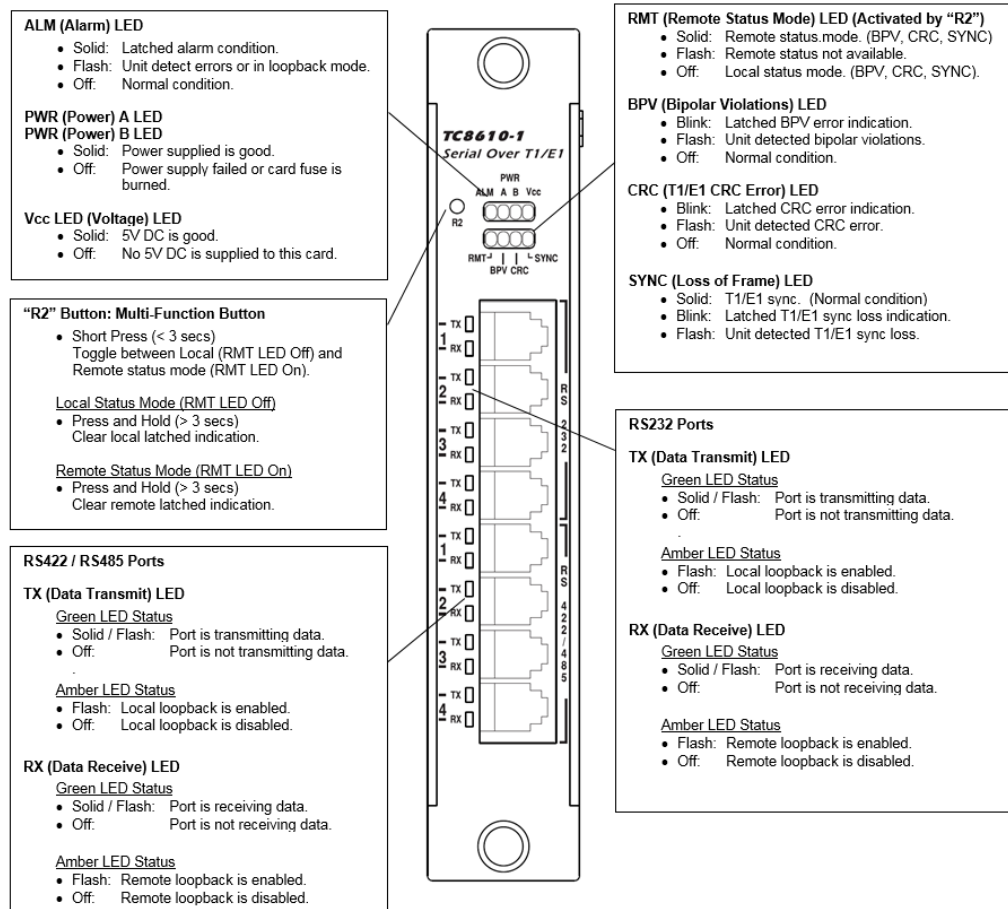 ALM (Alarm) LED
• Solid: Latched alarm condition.
• Flash: Unit detect errors or in loopback mode.
• Off: Normal condition.
PWR (Power) A LED
PWR (Power) B LED
• Solid: Power supplied is good.
• Off: Power supply failed or card fuse is
burned.
Vcc LED (Voltage) LED
• Solid: 5V DC is good.
• Off: No 5V DC is supplied to this card.
“R2” Button: Multi-Function Button
• Short Press (< 3 secs)
Toggle between Local (RMT LED Off) and
Remote status mode (RMT LED On).
Local Status Mode (RMT LED Off)
• Press and Hold (> 3 secs)
Clear local latched indication.
Remote Status Mode (RMT LED On)
• Press and Hold (> 3 secs)
Clear remote latched indication.
RS422 / RS485 Ports
TX (Data Transmit) LED
Green LED Status
• Solid / Flash: Port is transmitting data.
• Off: Port is not transmitting data.
.
Amber LED Status
• Flash: Local loopback is enabled.
• Off: Local loopback is disabled.
RX (Data Receive) LED
Green LED Status
• Solid / Flash: Port is receiving data.
• Off: Port is not receiving data.
Amber LED Status
• Flash: Remote loopback is enabled.
• Off: Remote loopback is disabled.
TC8610-1
Serial Over T1/E1
PWR
ALM A B Vcc
R2
RMT SYNC
BPV CRC
TX
1
RX
TX
2
RX
TX
3
RX
TX
4
RX
RS 232
TX
1
RX
TX
2
RX
TX
3
RX
TX
4
RX
RS 422/485
RMT (Remote Status Mode) LED (Activated by “R2”)
• Solid: Remote status.mode. (BPV, CRC, SYNC)
• Flash: Remote status not available.
• Off: Local status mode. (BPV, CRC, SYNC).
BPV (Bipolar Violations) LED
• Blink: Latched BPV error indication.
• Flash: Unit detected bipolar violations.
• Off: Normal condition.
CRC (T1/E1 CRC Error) LED
• Blink: Latched CRC error indication.
• Flash: Unit detected CRC error.
• Off: Normal condition.
SYNC (Loss of Frame) LED
• Solid: T1/E1 sync. (Normal condition)
• Blink: Latched T1/E1 sync loss indication.
• Flash: Unit detected T1/E1 sync loss.
RS232 Ports
TX (Data Transmit) LED
Green LED Status
• Solid / Flash: Port is transmitting data.
• Off: Port is not transmitting data.
.
Amber LED Status
• Flash: Local loopback is enabled.
• Off: Local loopback is disabled.
RX (Data Receive) LED
Green LED Status
• Solid / Flash: Port is receiving data.
• Off: Port is not receiving data.
Amber LED Status
• Flash: Remote loopback is enabled.
• Off: Remote loopback is disabled.